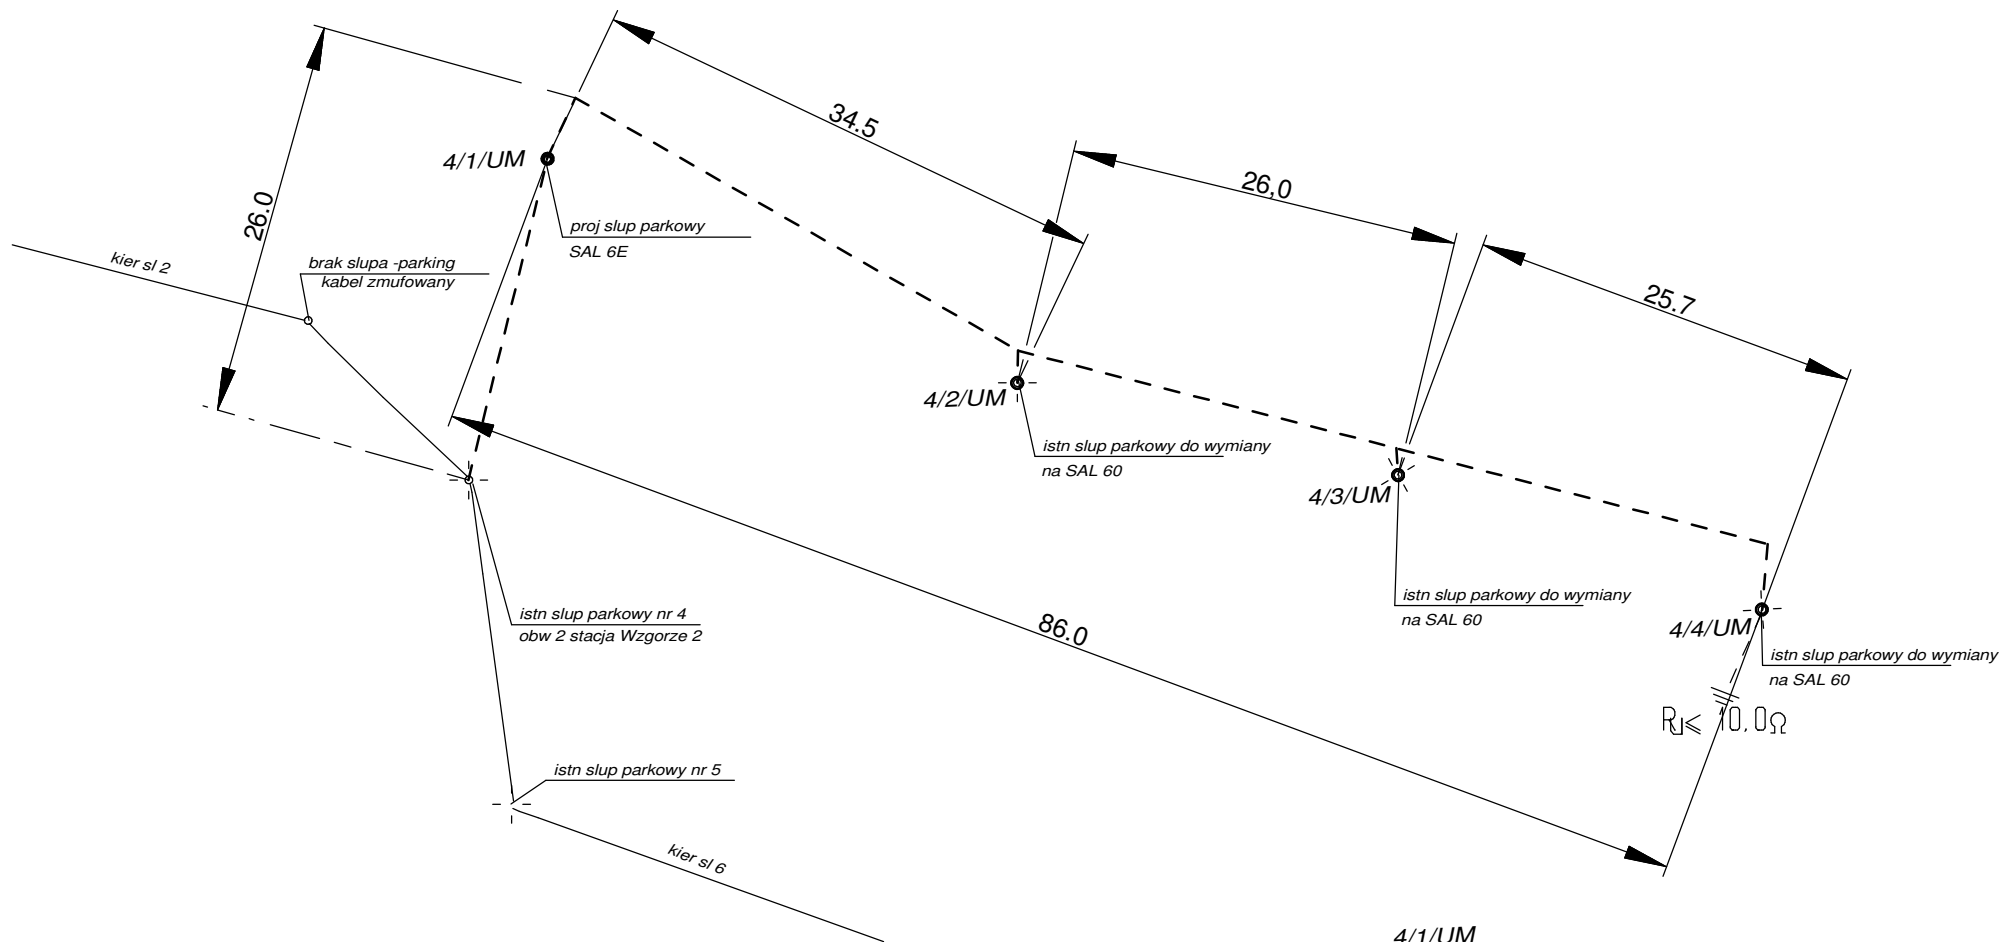 34.5
26,0
4/1/UM
26.0
proj slup parkowy
SAL 6E
kier sl 2
brak slupa -parking
kabel zmufowany
25.7
4/2/UM
istn slup parkowy do wymiany
na SAL 60
4/3/UM
istn slup parkowy do wymiany
na SAL 60
istn slup parkowy nr 4
obw 2 stacja Wzgorze 2
86.0
4/4/UM
istn slup parkowy do wymiany
na SAL 60
Ru≤ 10,0Ω
istn slup parkowy nr 5
kier sl 6
4/1/UM